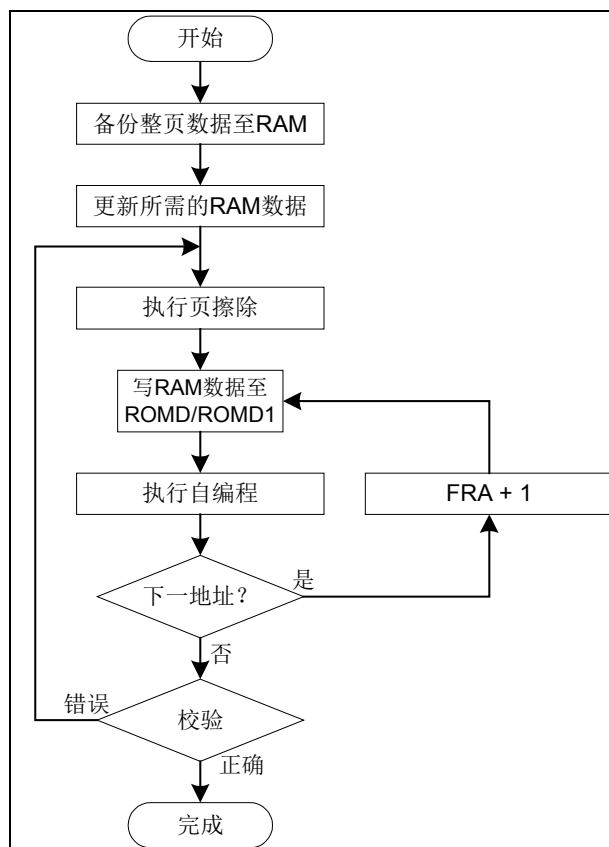 开始
备份整页数据至RAM
更新所需的RAM数据
执行页擦除
写RAM数据至
ROMD/ROMD1
执行自编程
FRA + 1
下一地址？
是
否
校验
错误
正确
完成